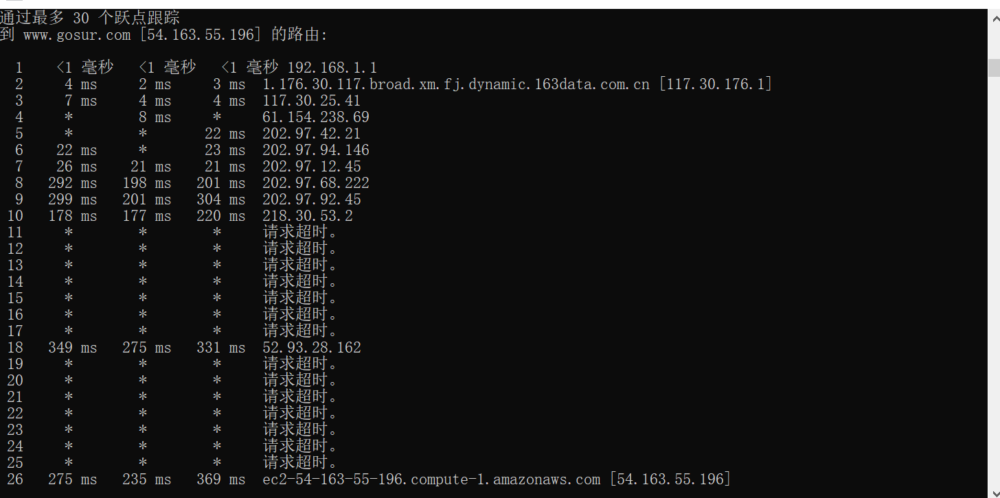 通过最多 30 个跃点跟踪
到 www.gosur.com [54.163.55.196] 的路由:
1 <1 毫秒 <1 毫秒 <1 毫秒 192.168.1.1
2 4 ms 2 ms 3 ms 1.176.30.117.broad.xm.fj.dynamic.163data.com.cn [117.30.176.1]
3 7 ms 4 ms 4 ms 117.30.25.41
4 * 8 ms * 61.154.238.69
5 * * 22 ms 202.97.42.21
6 22 ms * 23 ms 202.97.94.146
7 26 ms 21 ms 21 ms 202.97.12.45
8 292 ms 198 ms 201 ms 202.97.68.222
9 299 ms 201 ms 304 ms 202.97.92.45
10 178 ms 177 ms 220 ms 218.30.53.2
11 * * * 请求超时。
12 * * * 请求超时。
13 * * * 请求超时。
14 * * * 请求超时。
15 * * * 请求超时。
16 * * * 请求超时。
17 * * * 请求超时。
18 349 ms 275 ms 331 ms 52.93.28.162
19 * * * 请求超时。
20 * * * 请求超时。
21 * * * 请求超时。
22 * * * 请求超时。
23 * * * 请求超时。
24 * * * 请求超时。
25 * * * 请求超时。
26 275 ms 235 ms 369 ms ec2-54-163-55-196.compute-1.amazonaws.com [54.163.55.196]